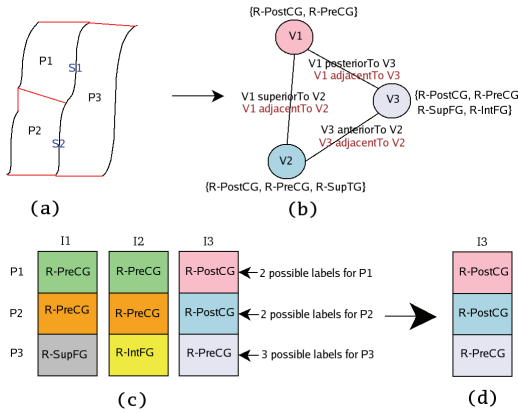 P1
S1
P3
P2
S2
(a)
{R-PostCG, R-PreCG}
V1
V1 posteriorTo V3
V1 adjacentTo V3
V1 superiorTo V2
V1 adjacentTo V2
V3
{R-PostCG, R-PreCG
R-SupFG, R-IntFG}
V3 anteriorTo V2
V3 adjacentTo V2
V2
{R-PostCG, R-PreCG, R-SupTG}
(b)
I1 I2 I3
P1 R-PreCG R-PreCG R-PostCG 2 possible labels for P1
P2 R-PreCG R-PreCG R-PostCG 2 possible labels for P2
P3 R-SupFG R-IntFG R-PreCG 3 possible labels for P3
(c)
I3
R-PostCG
R-PostCG
R-PreCG
(d)